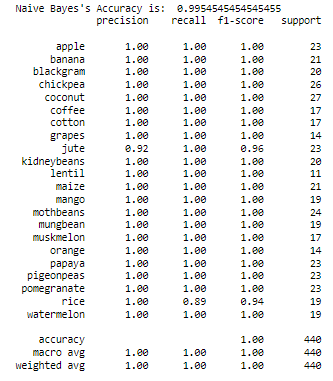 Naive Bayes's Accuracy is:  0.9954545454545455
precision    recall  f1-score   support
apple       1.00      1.00      1.00        23
banana       1.00      1.00      1.00        21
blackgram       1.00      1.00      1.00        20
chickpea       1.00      1.00      1.00        26
coconut       1.00      1.00      1.00        27
coffee       1.00      1.00      1.00        17
cotton       1.00      1.00      1.00        17
grapes       1.00      1.00      1.00        14
jute       0.92      1.00      0.96        23
kidneybeans       1.00      1.00      1.00        20
lentil       1.00      1.00      1.00        11
maize       1.00      1.00      1.00        21
mango       1.00      1.00      1.00        19
mothbeans       1.00      1.00      1.00        24
mungbean       1.00      1.00      1.00        19
muskmelon       1.00      1.00      1.00        17
orange       1.00      1.00      1.00        14
papaya       1.00      1.00      1.00        23
pigeonpeas       1.00      1.00      1.00        23
pomegranate       1.00      1.00      1.00        23
rice       1.00      0.89      0.94        19
watermelon       1.00      1.00      1.00        19
accuracy                           1.00       440
macro avg       1.00      1.00      1.00       440
weighted avg       1.00      1.00      1.00       440